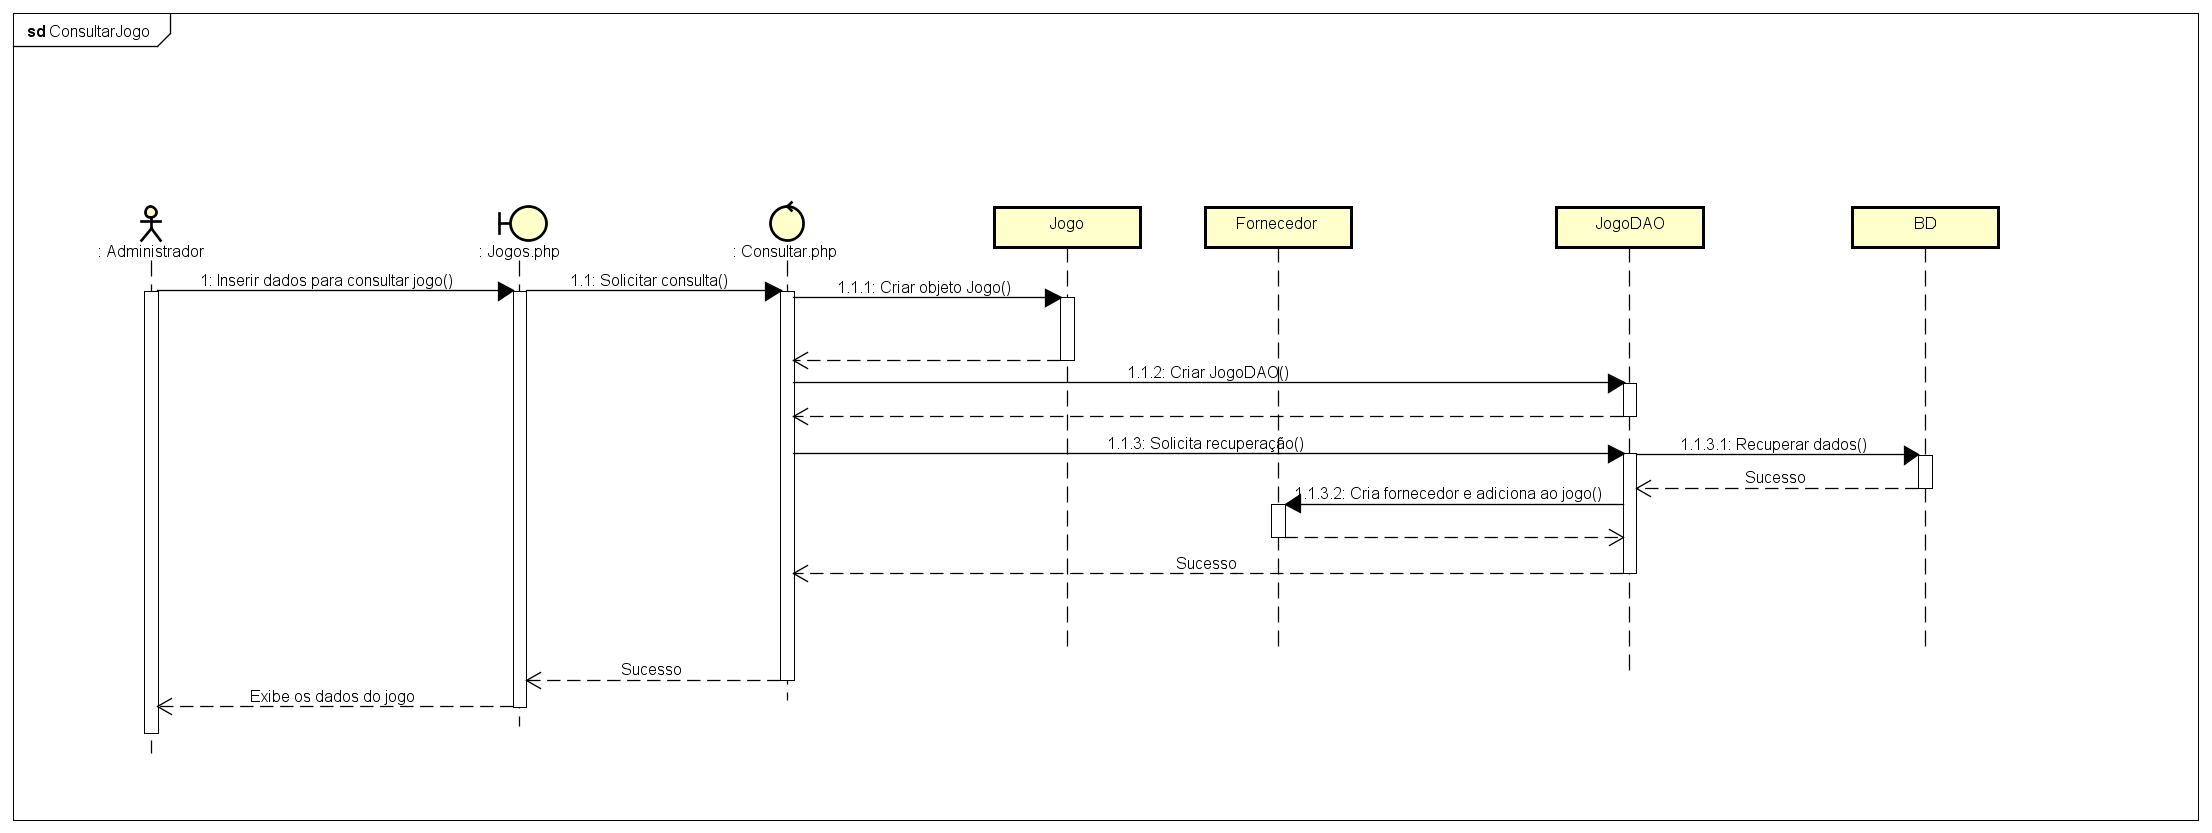 sd ConsultarJogo
: Administrador
: Jogos.php
: Consultar.php
Jogo
Fornecedor
JogoDAO
BD
1: Inserir dados para consultar jogo()
1.1: Solicitar consulta()
1.1.1: Criar objeto Jogo()
1.1.2: Criar JogoDAO()
1.1.3: Solicita recuperação()
1.1.3.1: Recuperar dados()
Sucesso
1.1.3.2: Cria fornecedor e adiciona ao jogo()
Sucesso
Sucesso
Exibe os dados do jogo